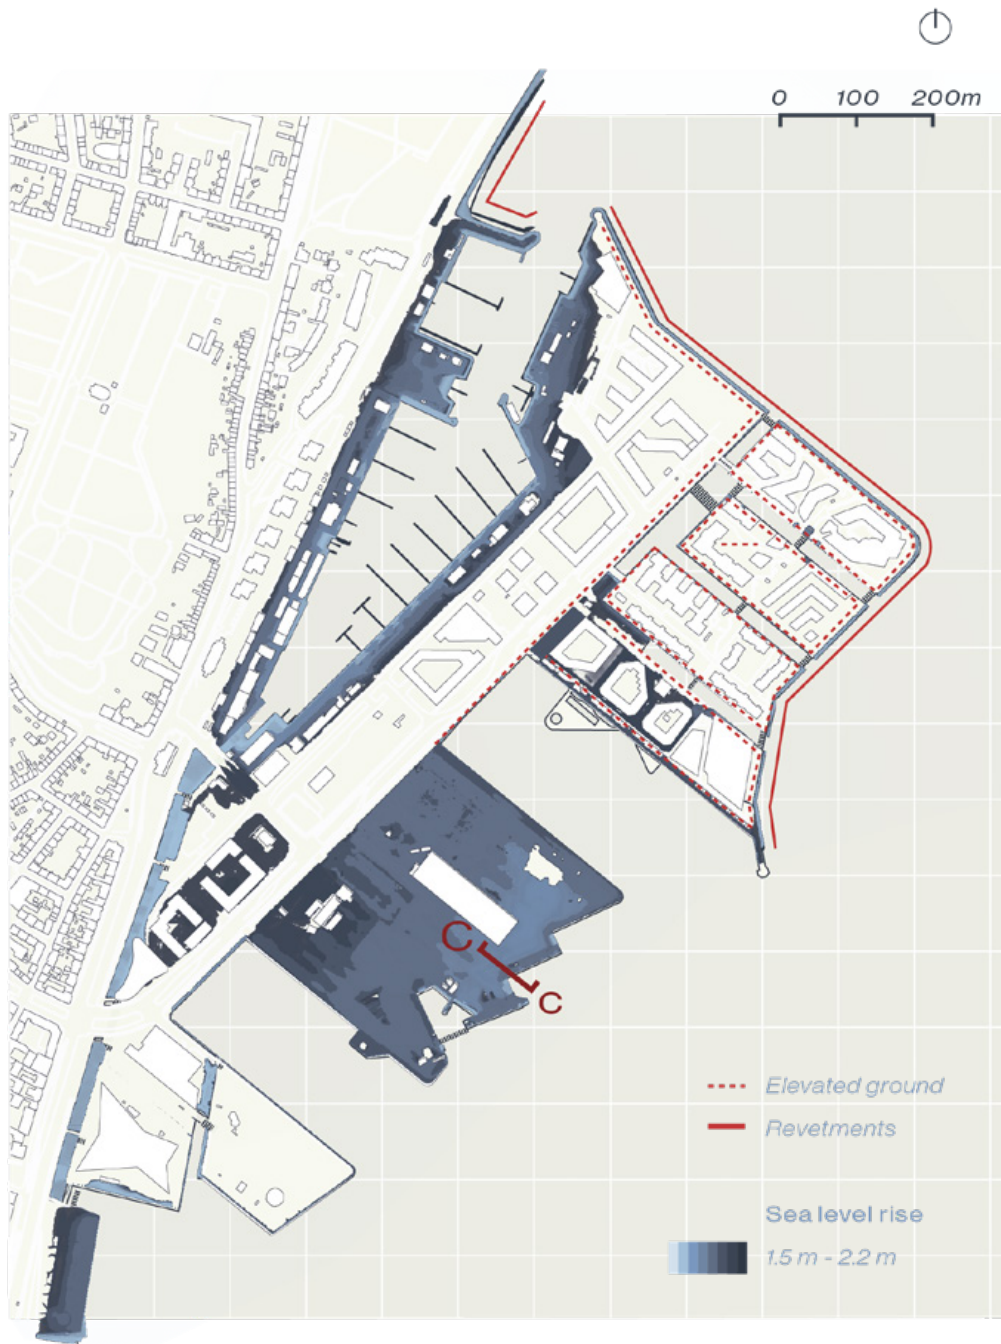 0 100 200m
C
C
Elevated ground
Revetments
Sea level rise
1.5 m - 2.2 m